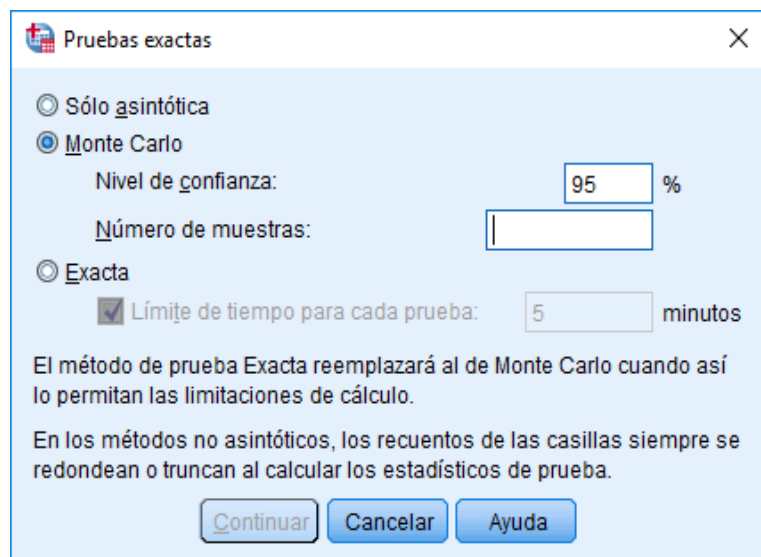 Pruebas exactas
Sólo asintótica
Monte Carlo
Nivel de confianza: 95 %
Número de muestras:
Exacta
Límite de tiempo para cada prueba: 5 minutos
El método de prueba Exacta reemplazará al de Monte Carlo cuando así
lo permitan las limitaciones de cálculo.
En los métodos no asintóticos, los recuentos de las casillas siempre se
redondean o truncan al calcular los estadísticos de prueba.
Continuar Cancelar Ayuda